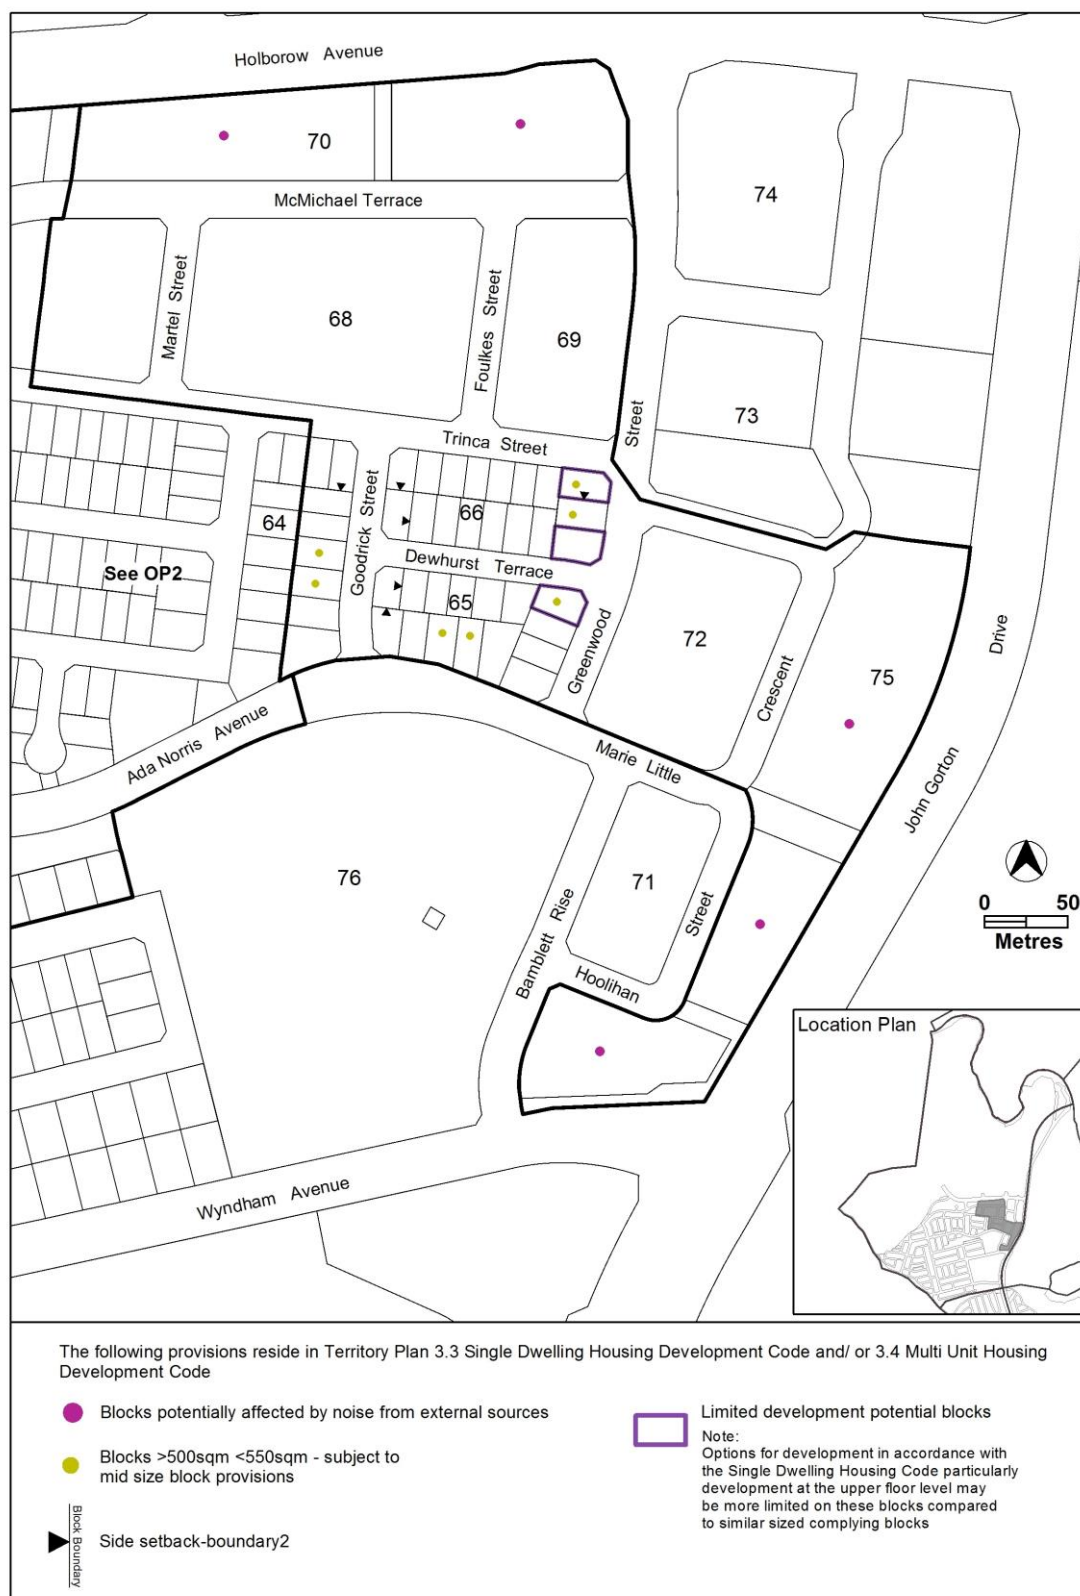 Holborow Avenue
70
74
McMichael Terrace
Martel Street
68
Foulkes Street
69
73
Street
Trinca Street
Goodrick Street
66
64
Dewhurst Terrace
See OP2
65
Greenwood
72
Crescent
75
Drive
Ada Norris Avenue
Marie Little
John Gorton
76
71
Bamblett Rise
Street
Hoolihan
0 50
Metres
Location Plan
Wyndham Avenue
The following provisions reside in Territory Plan 3.3 Single Dwelling Housing Development Code and/ or 3.4 Multi Unit Housing
Development Code
Blocks potentially affected by noise from external sources
Blocks >500sqm <550sqm - subject to
mid size block provisions
Block Boundary
Side setback-boundary2
Limited development potential blocks
Note:
Options for development in accordance with
the Single Dwelling Housing Code particularly
development at the upper floor level may
be more limited on these blocks compared
to similar sized complying blocks